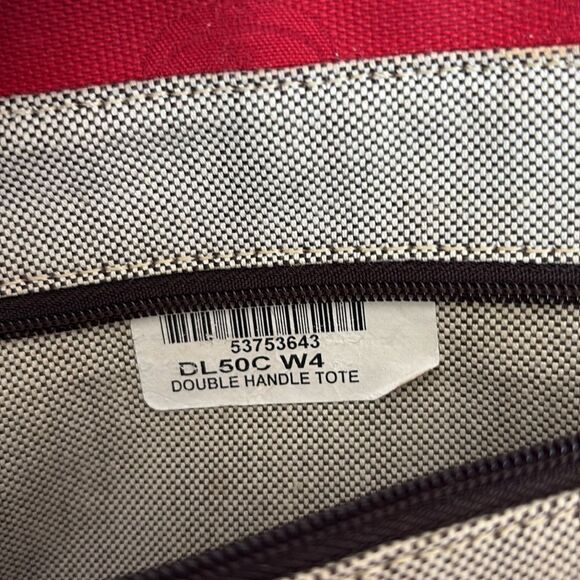 53753643
DL50C W4
DOUBLE HANDLE TOTE